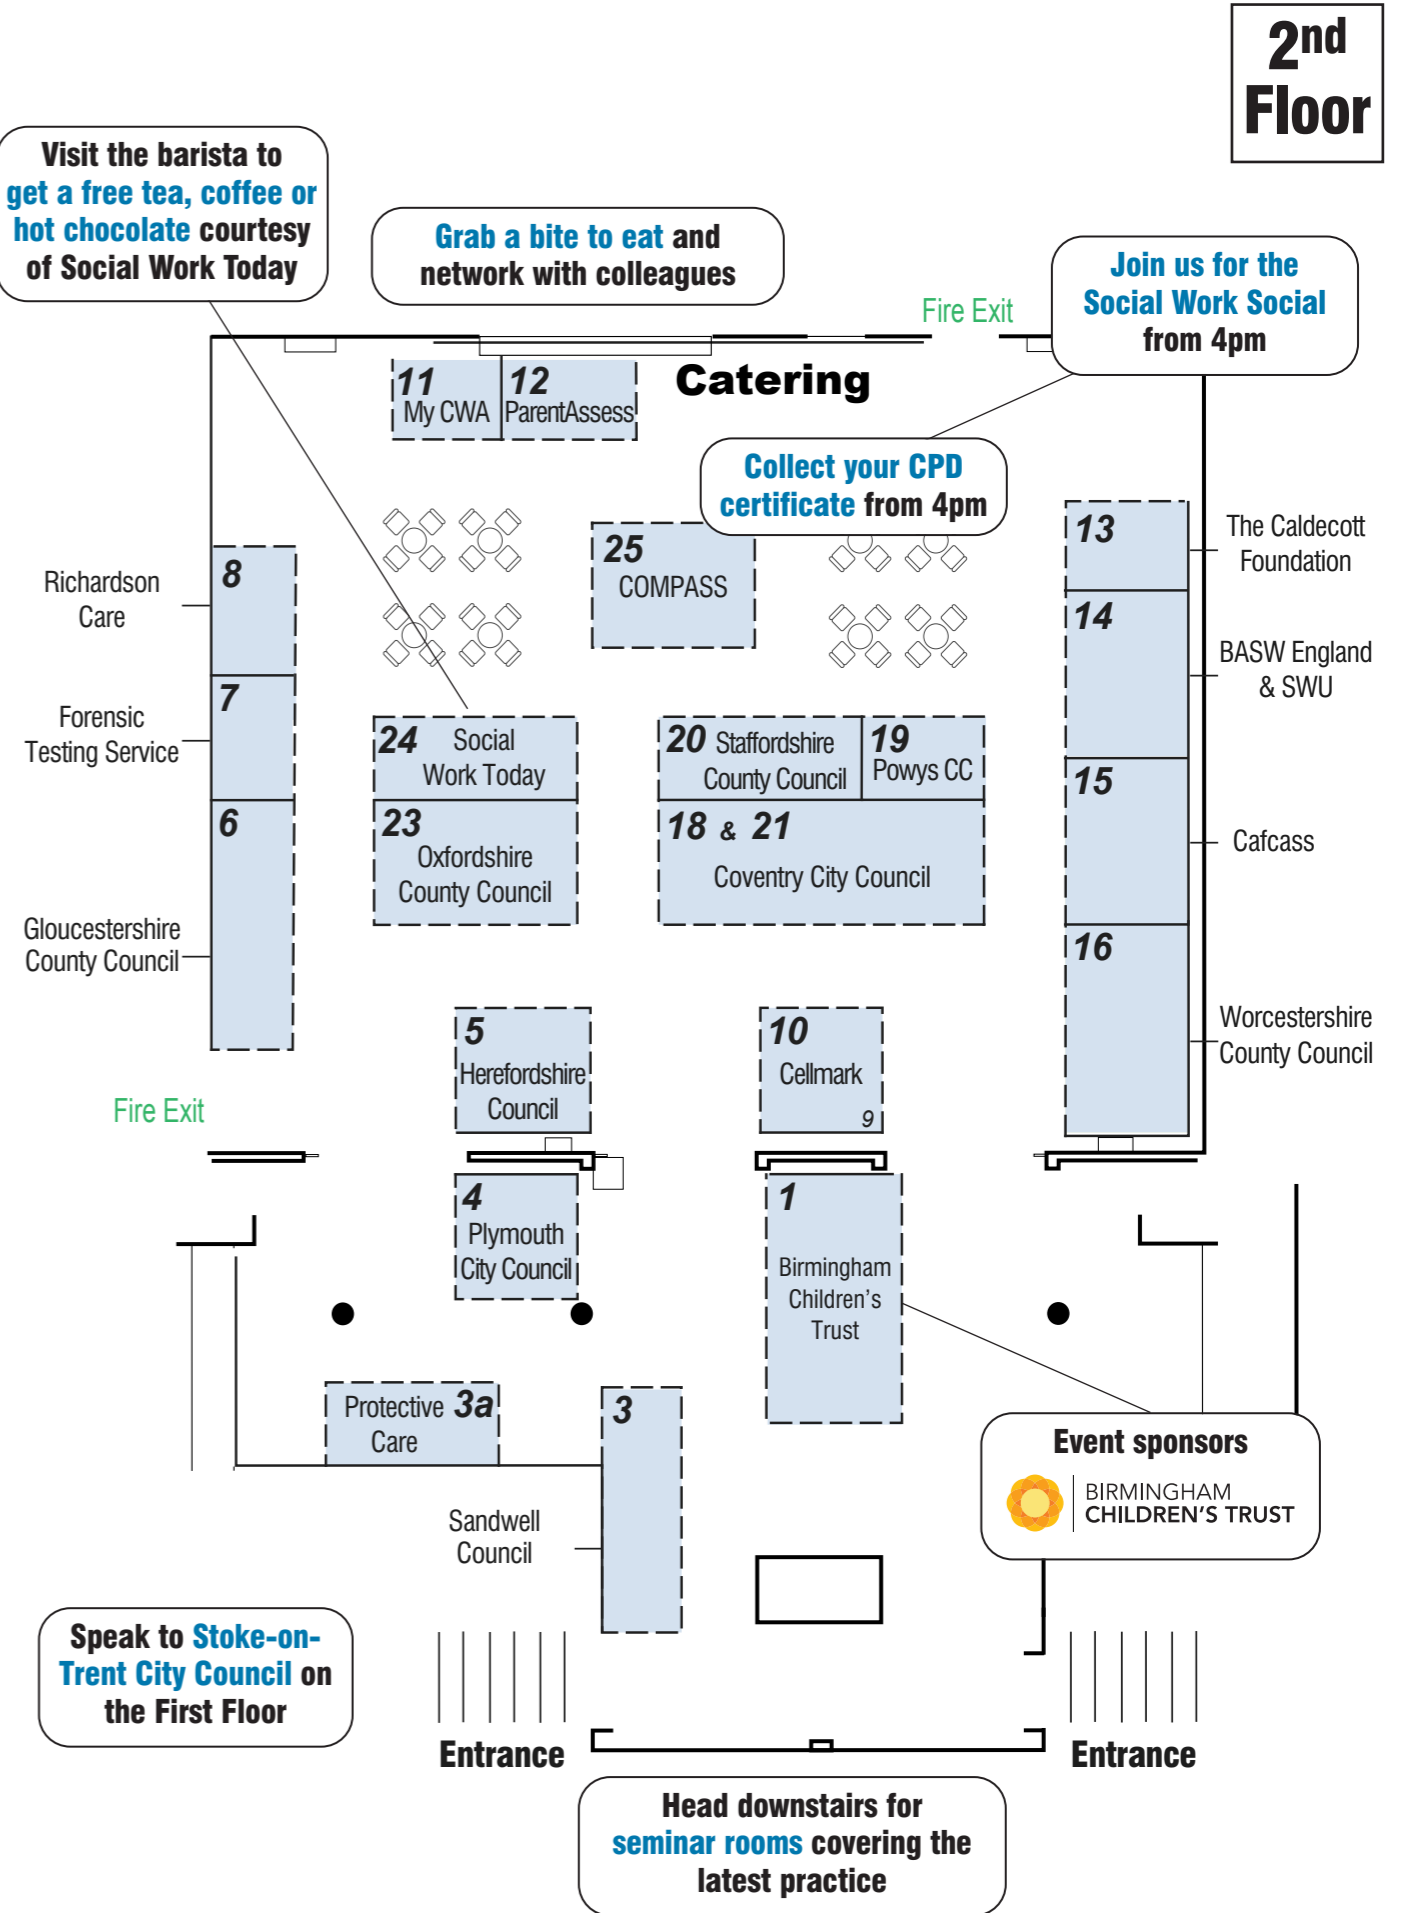 2nd
Floor
Visit the barista to
get a free tea, coffee or
hot chocolate courtesy
of Social Work Today
Grab a bite to eat and
network with colleagues
Join us for the
Social Work Social
from 4pm
Fire Exit
11
My CWA
12
ParentAssess
Catering
Collect your CPD
certificate from 4pm
13
The Caldecott
Foundation
25
COMPASS
8
Richardson
Care
14
BASW England
& SWU
7
Forensic
Testing Service
24 Social
Work Today
20 Staffordshire
County Council
19
Powys CC
15
Cafcass
6
Gloucestershire
County Council
23
Oxfordshire
County Council
18 & 21
Coventry City Council
16
Worcestershire
County Council
5
Herefordshire
Council
10
Cellmark
9
Fire Exit
4
Plymouth
City Council
1
Birmingham
Children's
Trust
Protective 3a
Care
3
Sandwell
Council
Event sponsors
BIRMINGHAM
CHILDREN'S TRUST
Speak to Stoke-on-
Trent City Council on
the First Floor
Entrance
Entrance
Head downstairs for
seminar rooms covering the
latest practice